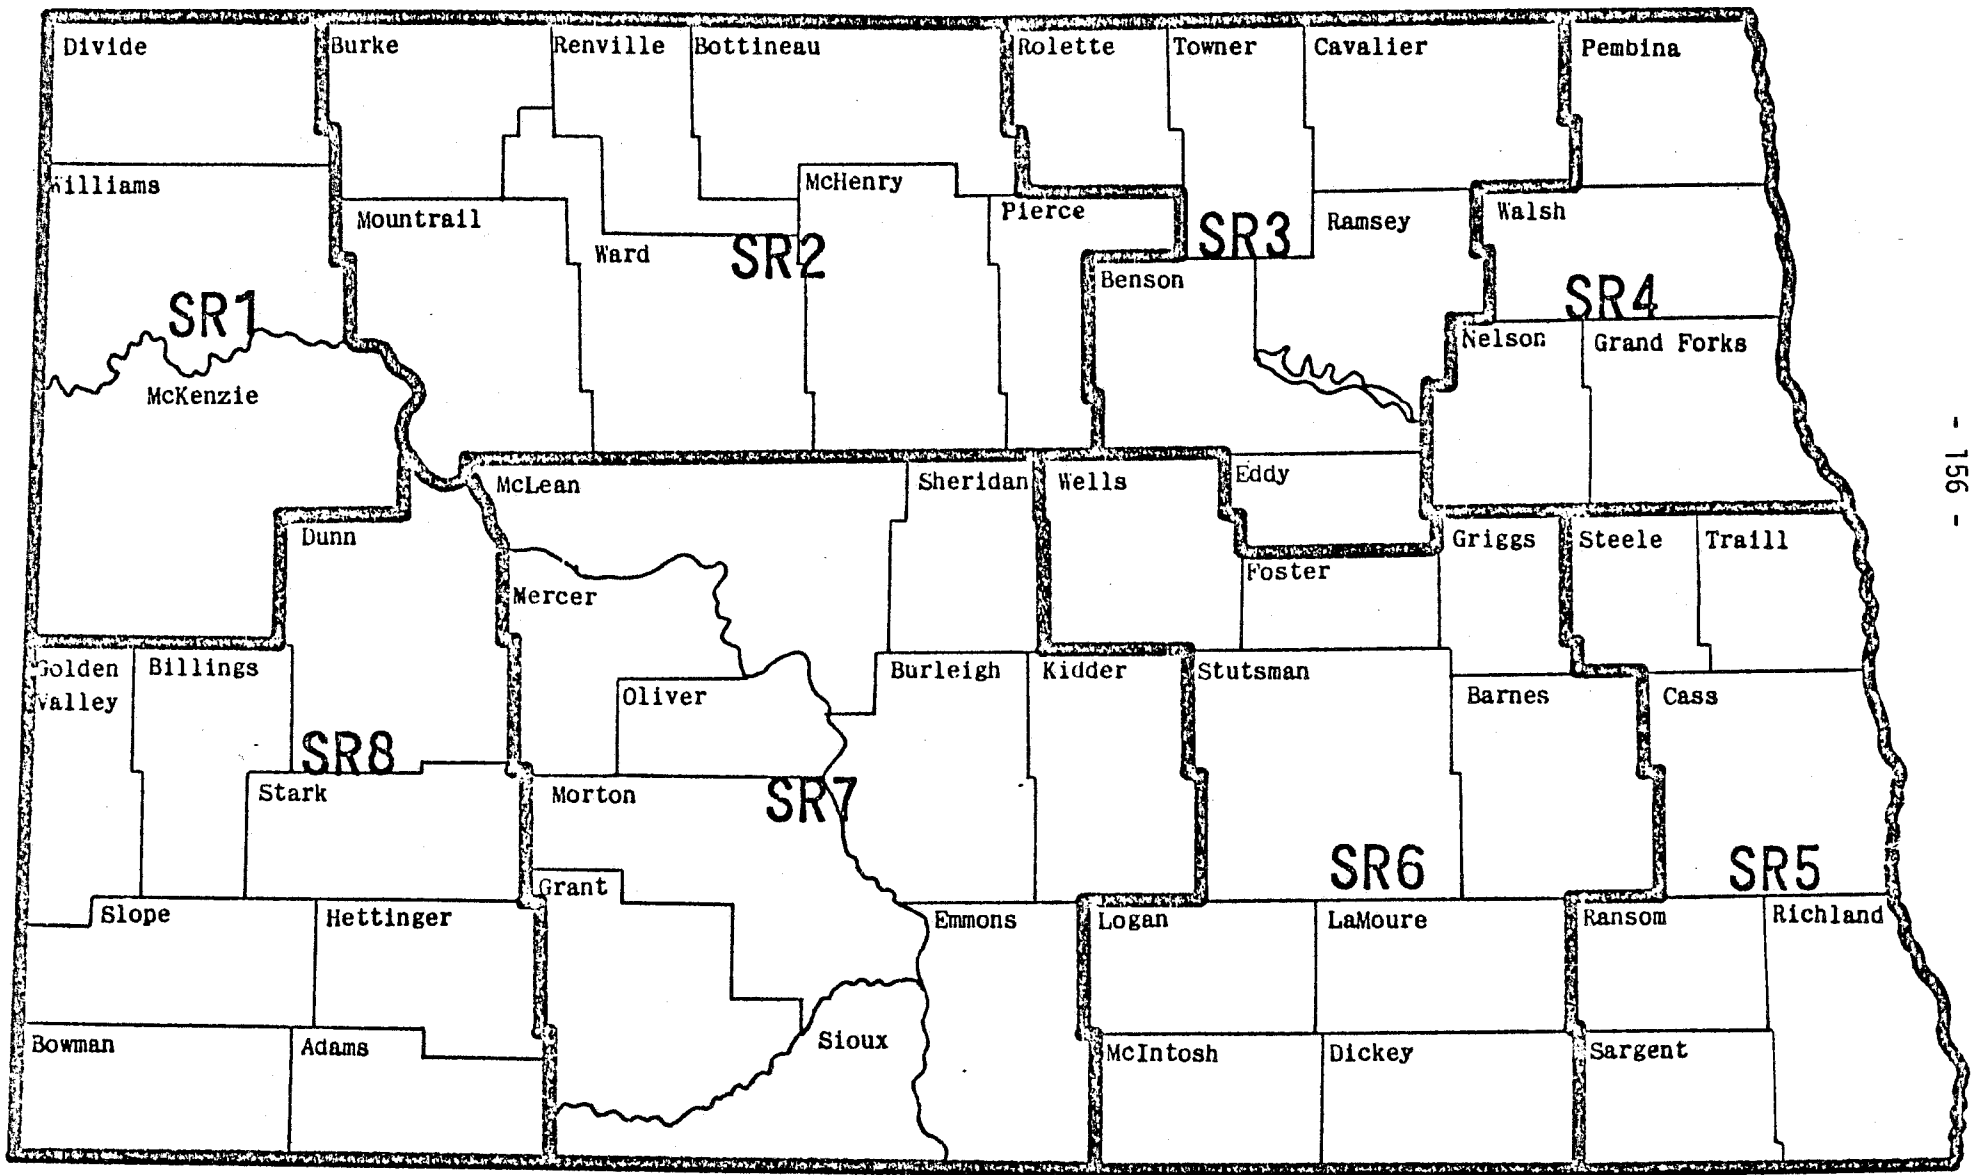 Divide Burke Renville Bottineau Rolette Towner Cavalier Pembina
Williams McHenry
Mountrail Pierce Ramsey Walsh
Ward SR2 SR3
Benson
SR1 SR4
Nelson Grand Forks
McKenzie
- 156 -
McLean Sheridan Wells Eddy
Dunn Griggs Steele Traill
Mercer Foster
Golden Billings Burleigh Kidder Stutsman
Valley Oliver Barnes Cass
SR8
Stark Morton SR7
SR6 SR5
Grant
Slope Hettinger Emmons Logan LaMoure Ransom Richland
Bowman Adams Sioux McIntosh Dickey Sargent